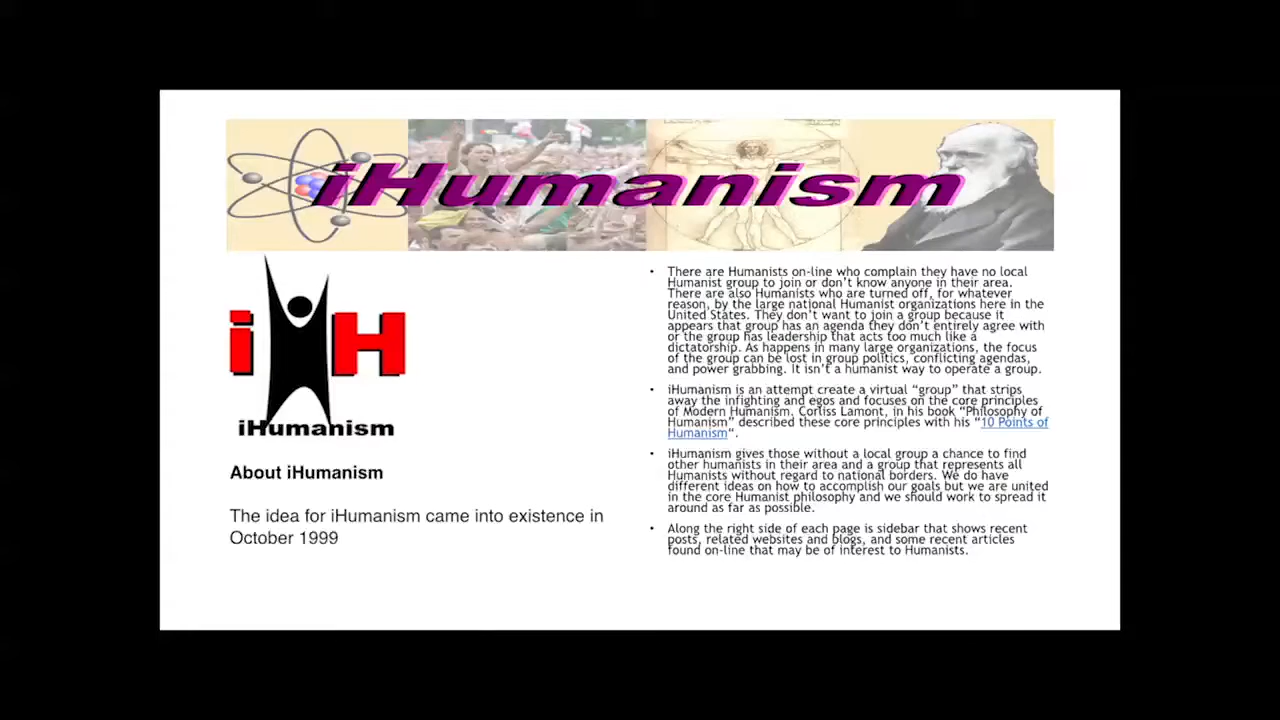 iHumanism
i H
iHumanism
About iHumanism
The idea for iHumanism came into existence in
October 1999
• There are Humanists on-line who complain they have no local
Humanist group to join or don't know anyone in their area.
There are also Humanists who are turned off, for whatever
reason, by the large national Humanist organizations here in the
United States. They don't want to join a group because it
appears that group has an agenda they don't entirely agree with
or the group has leadership that acts too much like a
dictatorship. As happens in many large organizations, the focus
of the group can be lost in group politics, conflicting agendas,
and power grabbing. It isn't a humanist way to operate a group.
• iHumanism is an attempt create a virtual “group” that strips
away the infighting and egos and focuses on the core principles
of Modern Humanism. Corliss Lamont, in his book “Philosophy of
Humanism” described these core principles with his “10 Points of
Humanism“.
• iHumanism gives those without a local group a chance to find
other humanists in their area and a group that represents all
Humanists without regard to national borders. We do have
different ideas on how to accomplish our goals but we are united
in the core Humanist philosophy and we should work to spread it
around as far as possible.
• Along the right side of each page is sidebar that shows recent
posts, related websites and blogs, and some recent articles
found on-line that may be of interest to Humanists.